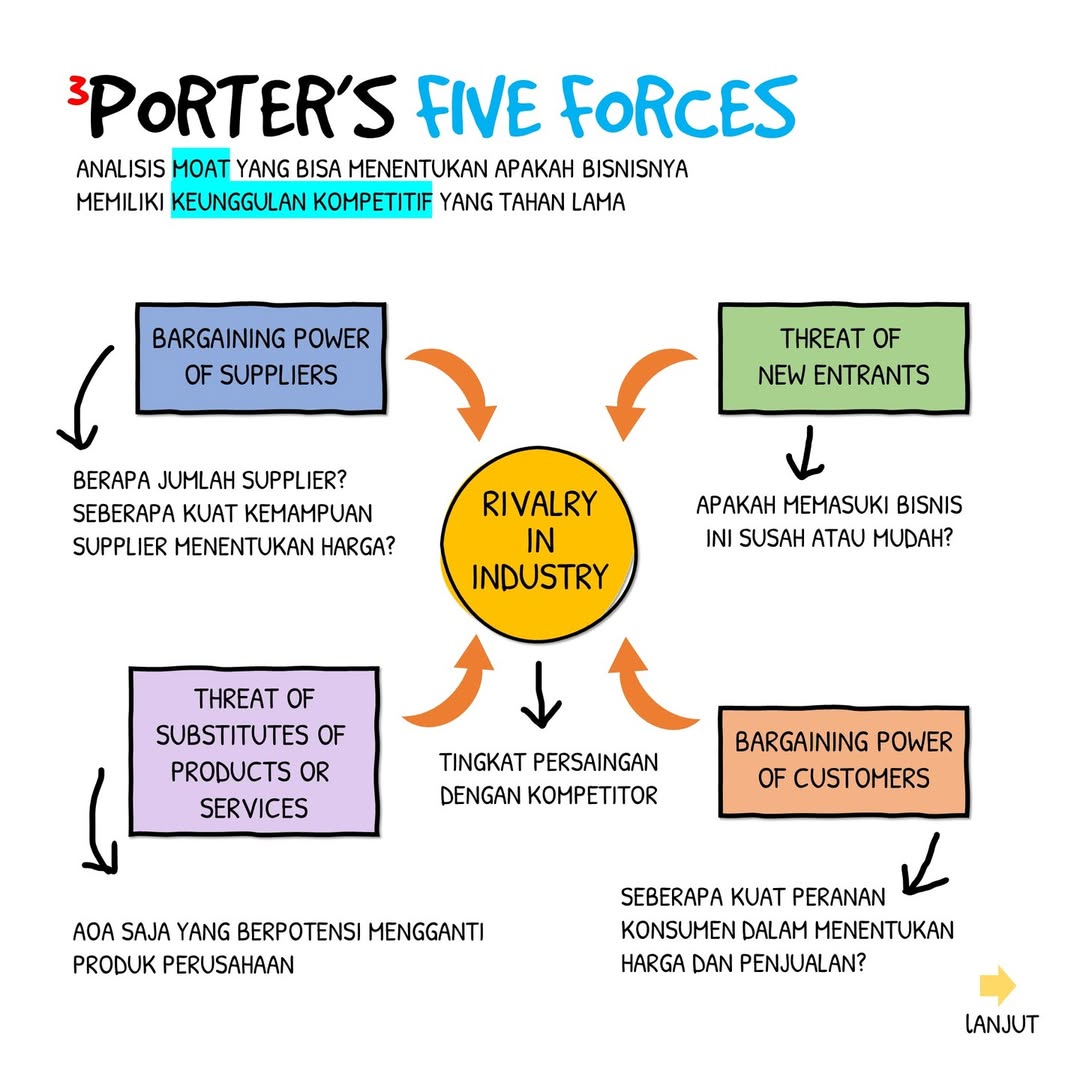 3PORTER'S FIVE FORCES
ANALISIS MOAT YANG BISA MENENTUKAN APAKAH BISNISNYA
MEMILIKI KEUNGGULAN KOMPETITIF YANG TAHAN LAMA
BARGAINING POWER
OF SUPPLIERS
THREAT OF
NEW ENTRANTS
BERAPA JUMLAH SUPPLIER?
SEBERAPA KUAT KEMAMPUAN
SUPPLIER MENENTUKAN HARGA?
RIVALRY
IN
INDUSTRY
APAKAH MEMASUKI BISNIS
INI SUSAH ATAU MUDAH?
THREAT OF
SUBSTITUTES OF
PRODUCTS OR
SERVICES
TINGKAT PERSAINGAN
DENGAN KOMPETITOR
BARGAINING POWER
OF CUSTOMERS
AOA SAJA YANG BERPOTENSI MENGGANTI
PRODUK PERUSAHAAN
SEBERAPA KUAT PERANAN
KONSUMEN DALAM MENENTUKAN
HARGA DAN PENJUALAN?
LANJUT